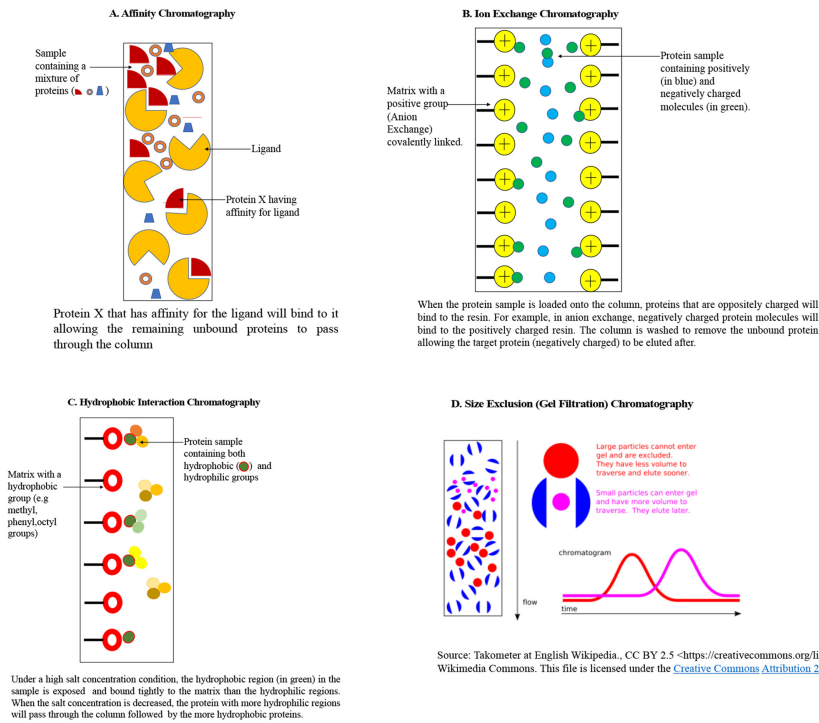 A. Affinity Chromatography
Sample
containing a
mixture of
proteins ( )
Ligand
Protein X having
affinity for ligand
Protein X that has affinity for the ligand will bind to it
allowing the remaining unbound proteins to pass
through the column
B. Ion Exchange Chromatography
Matrix with a
positive group
(Anion
Exchange)
covalently linked.
+ +
+ +
+ +
+ +
+ +
+ +
+ +
+ +
Protein sample
containing positively
(in blue) and
negatively charged
molecules (in green).
When the protein sample is loaded onto the column, proteins that are oppositely charged will
bind to the resin. For example, in anion exchange, negatively charged protein molecules will
bind to the positively charged resin. The column is washed to remove the unbound protein
allowing the target protein (negatively charged) to be eluted after.
C. Hydrophobic Interaction Chromatography
Matrix with a
hydrophobic
group (e.g
methyl,
phenyl,octyl
groups)
Protein sample
containing both
hydrophobic ( ) and
hydrophilic groups
Under a high salt concentration condition, the hydrophobic region (in green) in the
sample is exposed and bound tightly to the matrix than the hydrophilic regions.
When the salt concentration is decreased, the protein with more hydrophilic regions
will pass through the column followed by the more hydrophobic proteins.
D. Size Exclusion (Gel Filtration) Chromatography
Large particles cannot enter
gel and are excluded.
They have less volume to
traverse and elute sooner.
Small particles can enter gel
and have more volume to
traverse. They elute later.
chromatogram
flow
time
Source: Takometer at English Wikipedia., CC BY 2.5 <https://creativecommons.org/li
Wikimedia Commons. This file is licensed under the Creative Commons Attribution 2